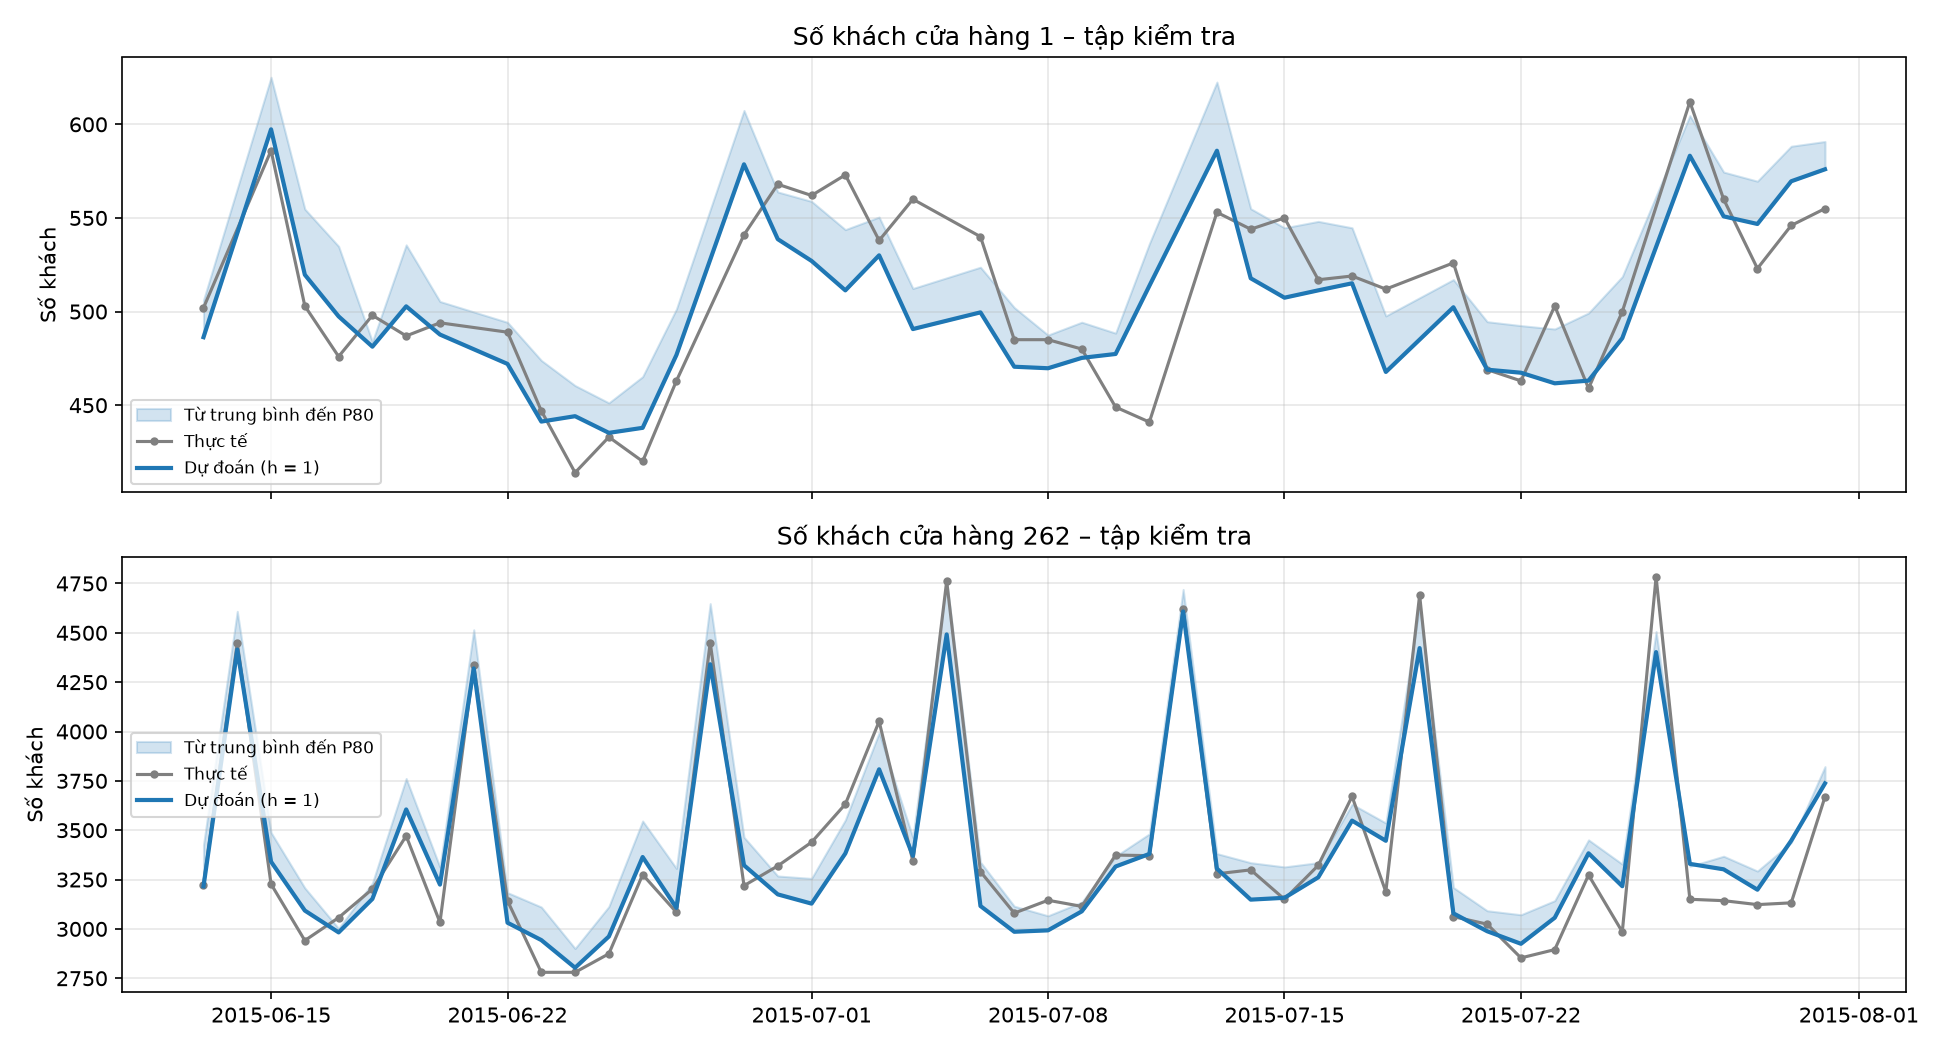 Số khách cửa hàng 1 – tập kiểm tra
Số khách
600
550
500
450
Từ trung bình đến P80
Thực tế
Dự đoán (h = 1)
Số khách cửa hàng 262 – tập kiểm tra
Số khách
4750
4500
4250
4000
3750
3500
3250
3000
2750
Từ trung bình đến P80
Thực tế
Dự đoán (h = 1)
2015-06-15
2015-06-22
2015-07-01
2015-07-08
2015-07-15
2015-07-22
2015-08-01